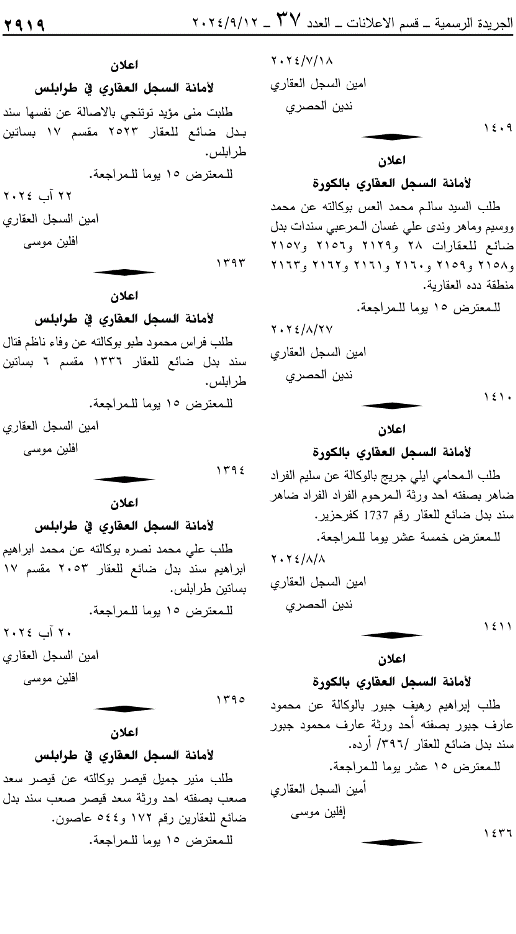 الجريدة الرسمية ــ قسم الاعلانات ــ العدد ٣٧ ــ ٢٠٢٤/٩/١٢
٢٩١٩
٢٠٢٤/٧/١٨
امين السجل العقاري
ندين الحصري
١٤٠٩
اعلان
لأمانة السجل العقاري بالكورة
طلب السيد سالم محمد العس بوكالته عن محمد
ووسيم وماهر وندى علي غسان المرعبي سندات بدل
ضائع للعقارات ٢٨ و٢١٢٩ و٢١٥٦ و٢١٥٧
و٢١٥٨ و٢١٥٩ و٢١٦٠ و٢١٦١ و٢١٦٢ و٢١٦٣
منطقة دده العقارية.
للمعترض ١٥ يوما للمراجعة.
٢٠٢٤/٨/٢٧
امين السجل العقاري
ندين الحصري
١٤١٠
اعلان
لأمانة السجل العقاري بالكورة
طلب المحامي ايلي جريج بالوكالة عن سليم الفراد
ضاهر بصفته احد ورثة المرحوم الفراد الفراد ضاهر
سند بدل ضائع للعقار رقم 1737 كفرحزير.
للمعترض خمسة عشر يوما للمراجعة.
٢٠٢٤/٨/٨
امين السجل العقاري
ندين الحصري
١٤١١
اعلان
لأمانة السجل العقاري بالكورة
طلب إبراهيم رهيف جبور بالوكالة عن محمود
عارف جبور بصفته أحد ورثة عارف محمود جبور
سند بدل ضائع للعقار /٣٩٦/ أرده.
للمعترض ١٥ عشر يوما للمراجعة.
أمين السجل العقاري
إفلين موسى
١٤٣٦
اعلان
لأمانة السجل العقاري في طرابلس
طلبت منى مؤيد توتنجي بالاصالة عن نفسها سند
بدل ضائع للعقار ٢٥٢٣ مقسم ١٧ بساتين
طرابلس.
للمعترض ١٥ يوما للمراجعة.
٢٢ آب ٢٠٢٤
امين السجل العقاري
افلين موسى
١٣٩٣
اعلان
لأمانة السجل العقاري في طرابلس
طلب فراس محمود طبو بوكالته عن وفاء ناظم فتال
سند بدل ضائع للعقار ١٣٣٦ مقسم ٦ بساتين
طرابلس.
للمعترض ١٥ يوما للمراجعة.
امين السجل العقاري
افلين موسى
١٣٩٤
اعلان
لأمانة السجل العقاري في طرابلس
طلب علي محمد نصره بوكالته عن محمد ابراهيم
ابراهيم سند بدل ضائع للعقار ٢٠٥٣ مقسم ١٧
بساتين طرابلس.
للمعترض ١٥ يوما للمراجعة.
٢٠ آب ٢٠٢٤
امين السجل العقاري
افلين موسى
١٣٩٥
اعلان
لأمانة السجل العقاري في طرابلس
طلب منير جميل قيصر بوكالته عن قيصر سعد
صعب بصفته احد ورثة سعد قيصر صعب سند بدل
ضائع للعقارين رقم ١٧٢ و٥٤٤ عاصون.
للمعترض ١٥ يوما للمراجعة.